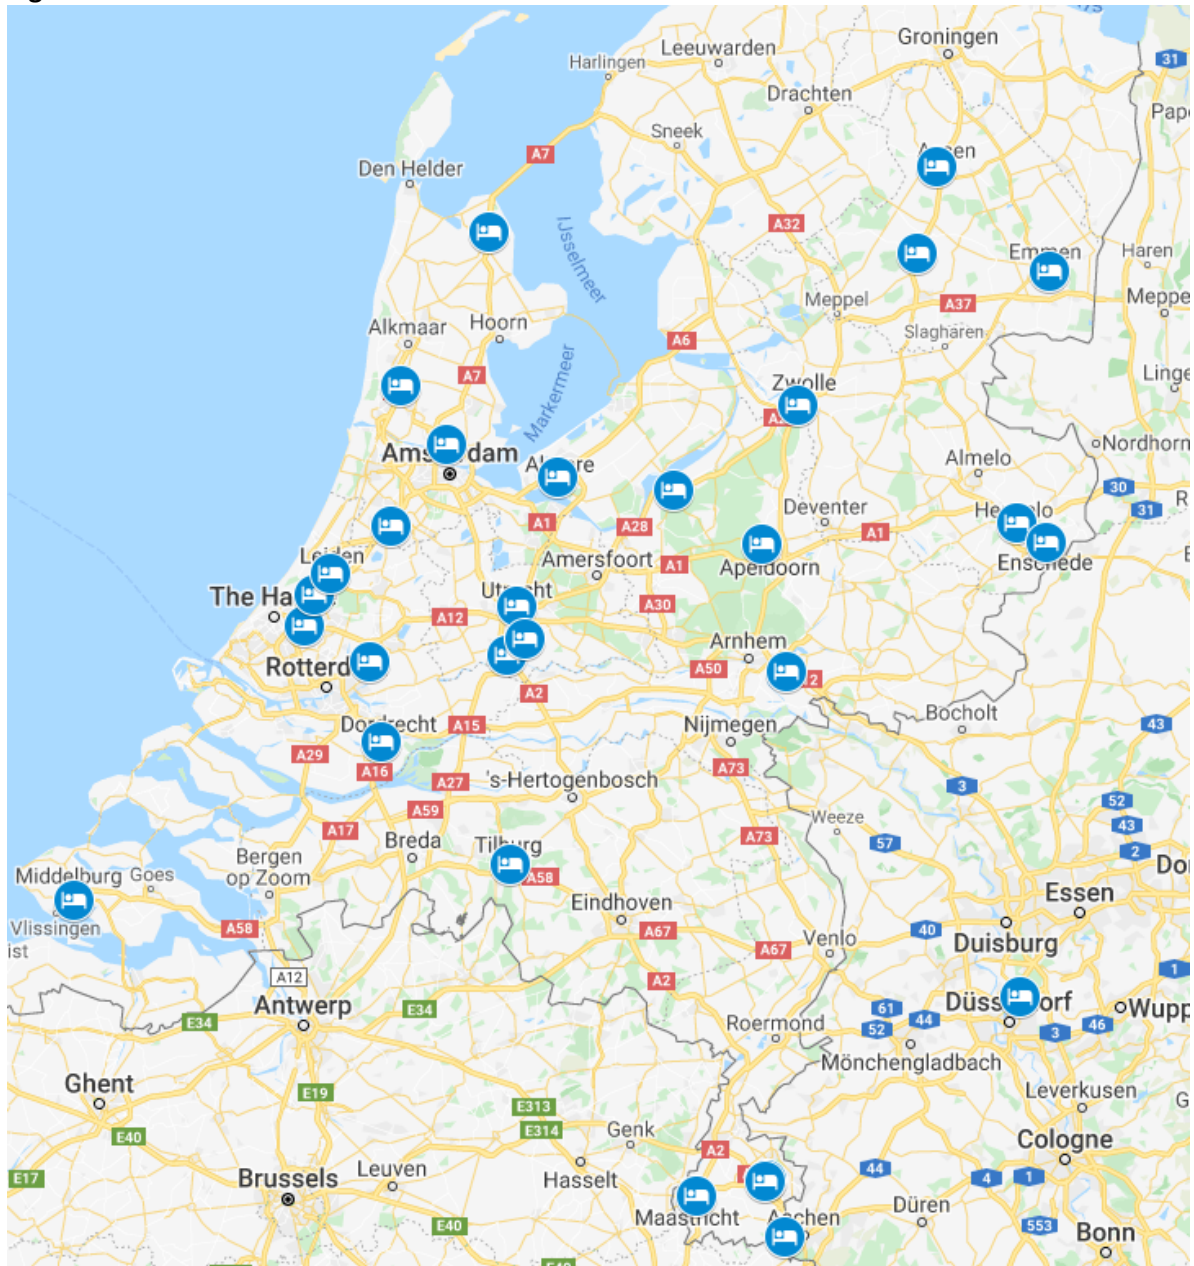 Groningen
Leeuwarden
Harlingen
31
Drachten
Sneek
A7
Den Helder
IJsselmeer
A32
Emmen
Haren
Meppel
A37
Alkmaar
Hoorn
A6
Slagharen
A7
Markermeer
Zwolle
Nordhorn
Almelo
30
Deventer
31
A1
A28
A1
Amersfoort
A1
Apeldoorn
Enschede
A30
A12
Arnhem
Rotterd
A50
A2
Bocholt
Dordrecht
A15
Nijmegen
43
A29
A16
A27
's-Hertogenbosch
A73
3
52
A59
43
A17
Breda
A73
Weeze
57
2
Bergen
op Zoom
Middelburg
Goes
A58
Essen
Eindhoven
Vlissingen
A58
A67
40
Duisburg
Venlo
A67
A12
A2
1
Antwerp
E34
61
44
52
E34
Roermond
3
46
Mönchengladbach
Ghent
E19
Leverkusen
E313
E314
Genk
E40
A2
Cologne
Hasselt
44
4
1
E17
Brussels
Leuven
Maastricht
Düren
E40
553
Bonn